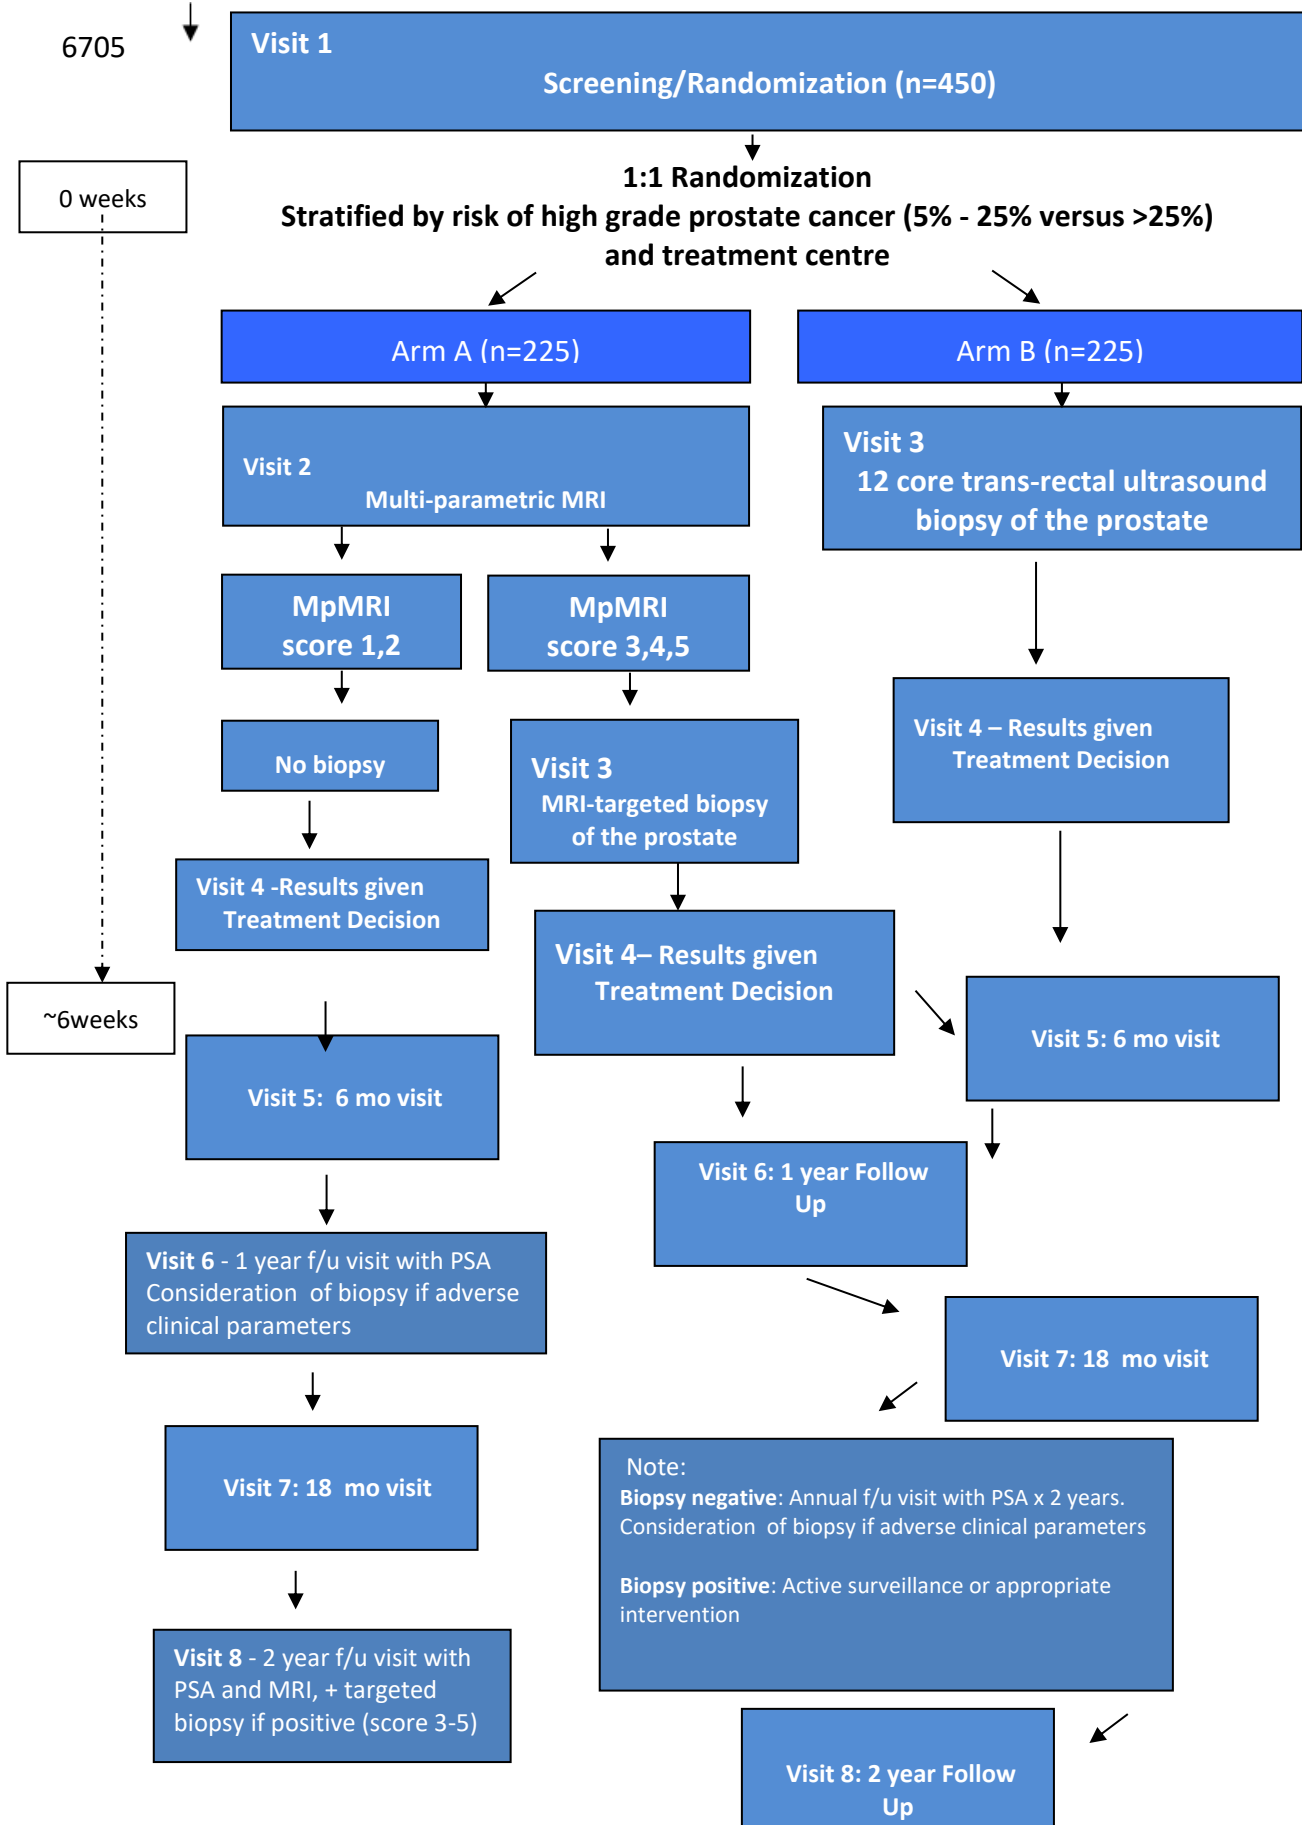 6705
Visit 1
Screening/Randomization (n=450)
0 weeks
1:1 Randomization
Stratified by risk of high grade prostate cancer (5% - 25% versus >25%)
and treatment centre
Arm A (n=225)
Arm B (n=225)
Visit 2
Multi-parametric MRI
Visit 3
12 core trans-rectal ultrasound
biopsy of the prostate
MpMRI
score 1,2
MpMRI
score 3,4,5
No biopsy
Visit 3
MRI-targeted biopsy
of the prostate
Visit 4 – Results given
Treatment Decision
Visit 4 -Results given
Treatment Decision
Visit 4– Results given
Treatment Decision
~6weeks
Visit 5: 6 mo visit
Visit 5:  6 mo visit
Visit 6: 1 year Follow
Up
Visit 6 - 1 year f/u visit with PSA
Consideration  of biopsy if adverse
clinical parameters
Visit 7: 18  mo visit
Visit 7: 18  mo visit
Note:
Biopsy negative: Annual f/u visit with PSA x 2 years.
Consideration  of biopsy if adverse clinical parameters
Biopsy positive: Active surveillance or appropriate
intervention
Visit 8 - 2 year f/u visit with
PSA and MRI, + targeted
biopsy if positive (score 3-5)
Visit 8: 2 year Follow
Up